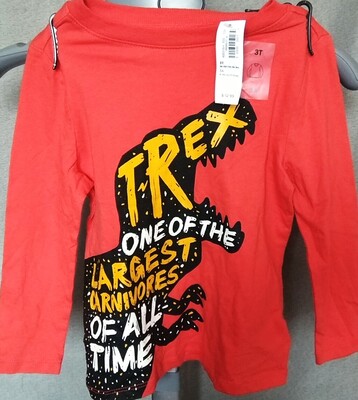 3T
T-REX
ONE OF THE
LARGEST
CARNIVORES
OF ALL
TIME